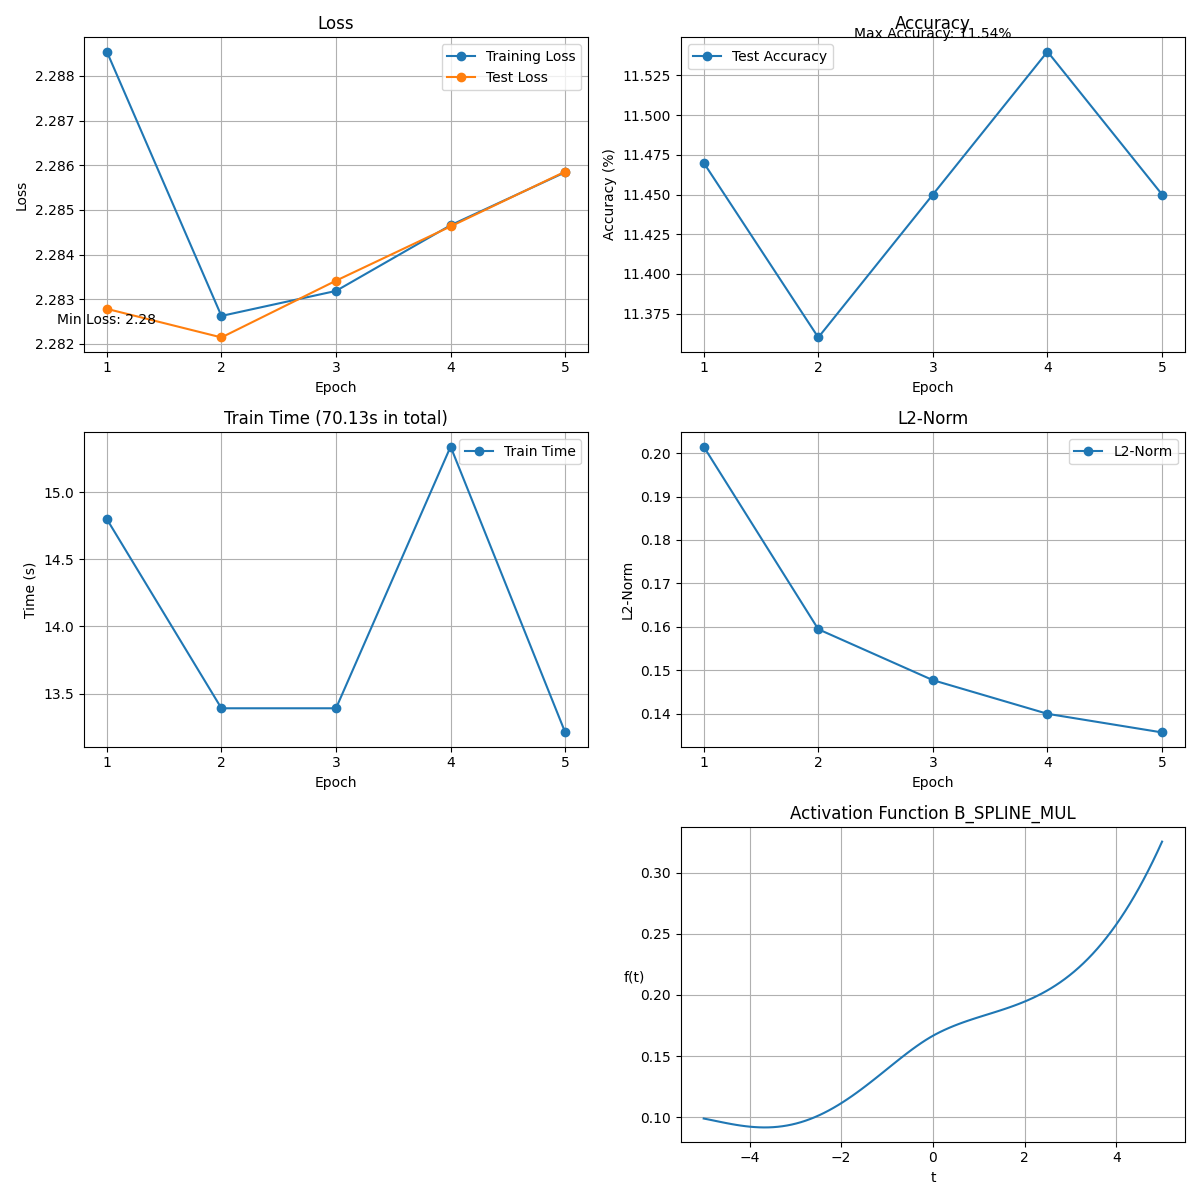 Loss
Training Loss
Test Loss
2.288
2.287
2.286
2.285
2.284
2.283
2.282
Loss
Min Loss: 2.28
1 2 3 4 5
Epoch
Accuracy
Max Accuracy: 11.54%
Test Accuracy
11.525
11.500
11.475
11.450
11.425
11.400
11.375
Accuracy (%)
1 2 3 4 5
Epoch
Train Time (70.13s in total)
Train Time
15.0
14.5
14.0
13.5
Time (s)
1 2 3 4 5
Epoch
L2-Norm
L2-Norm
0.20
0.19
0.18
0.17
0.16
0.15
0.14
L2-Norm
1 2 3 4 5
Epoch
Activation Function B_SPLINE_MUL
0.30
0.25
0.20
0.15
0.10
f(t)
−4 −2 0 2 4
t